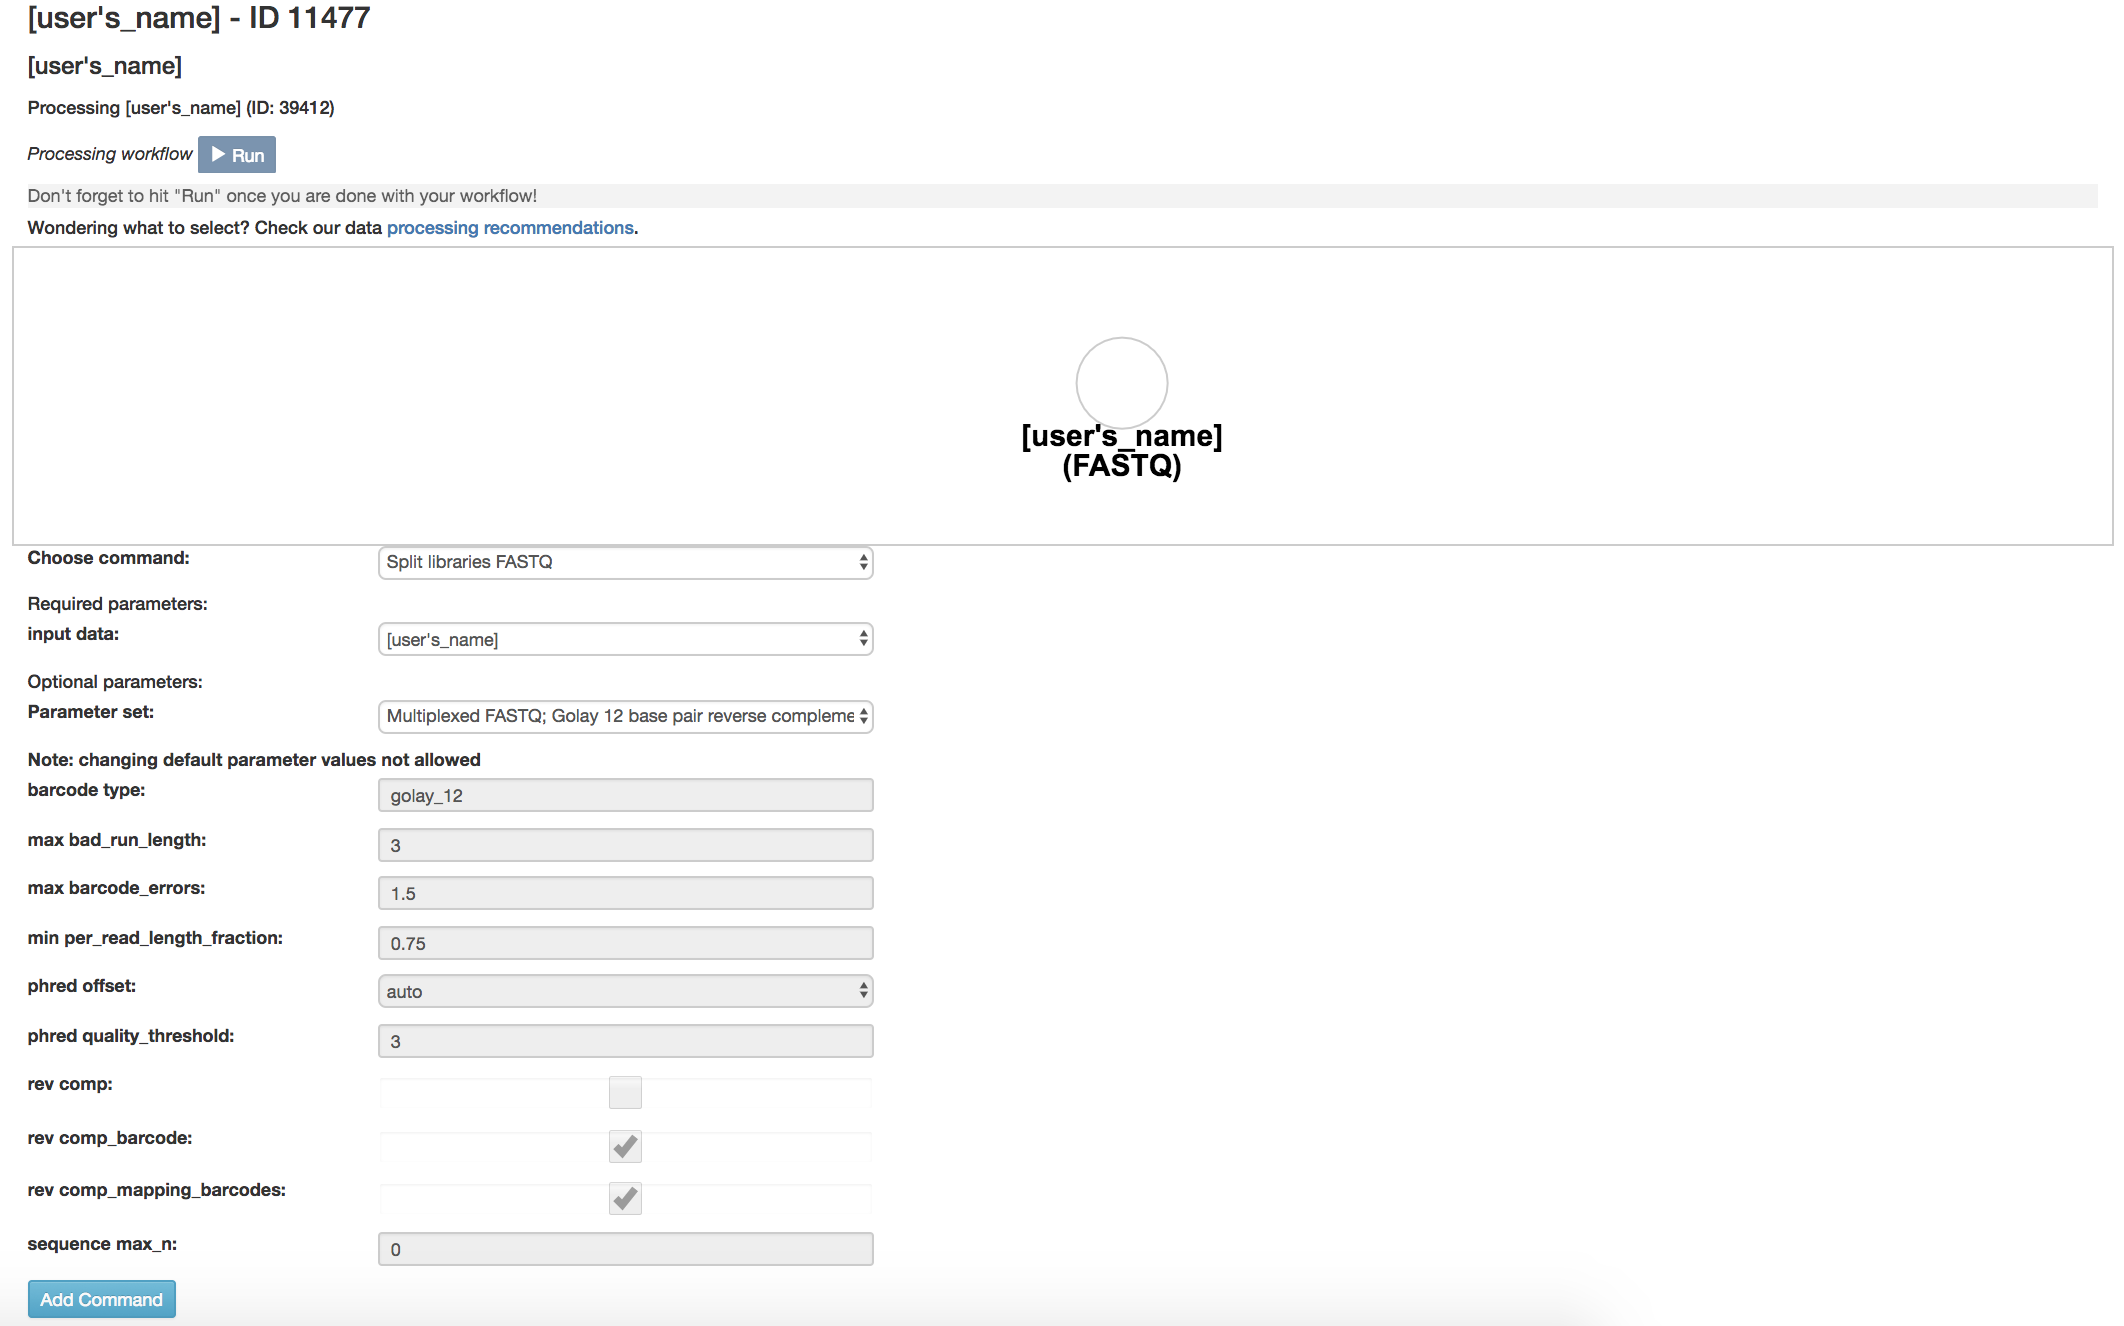 [user's_name] - ID 11477
[user's_name]
Processing [user's_name] (ID: 39412)
Processing workflow Run
Don't forget to hit "Run" once you are done with your workflow!
Wondering what to select? Check our data processing recommendations.
[user's_name]
(FASTQ)
Choose command: Split libraries FASTQ
Required parameters:
input data: [user's_name]
Optional parameters:
Parameter set: Multiplexed FASTQ; Golay 12 base pair reverse compleme
Note: changing default parameter values not allowed
barcode type: golay_12
max bad_run_length: 3
max barcode_errors: 1.5
min per_read_length_fraction: 0.75
phred offset: auto
phred quality_threshold: 3
rev comp:
rev comp_barcode:
rev comp_mapping_barcodes:
sequence max_n: 0
Add Command